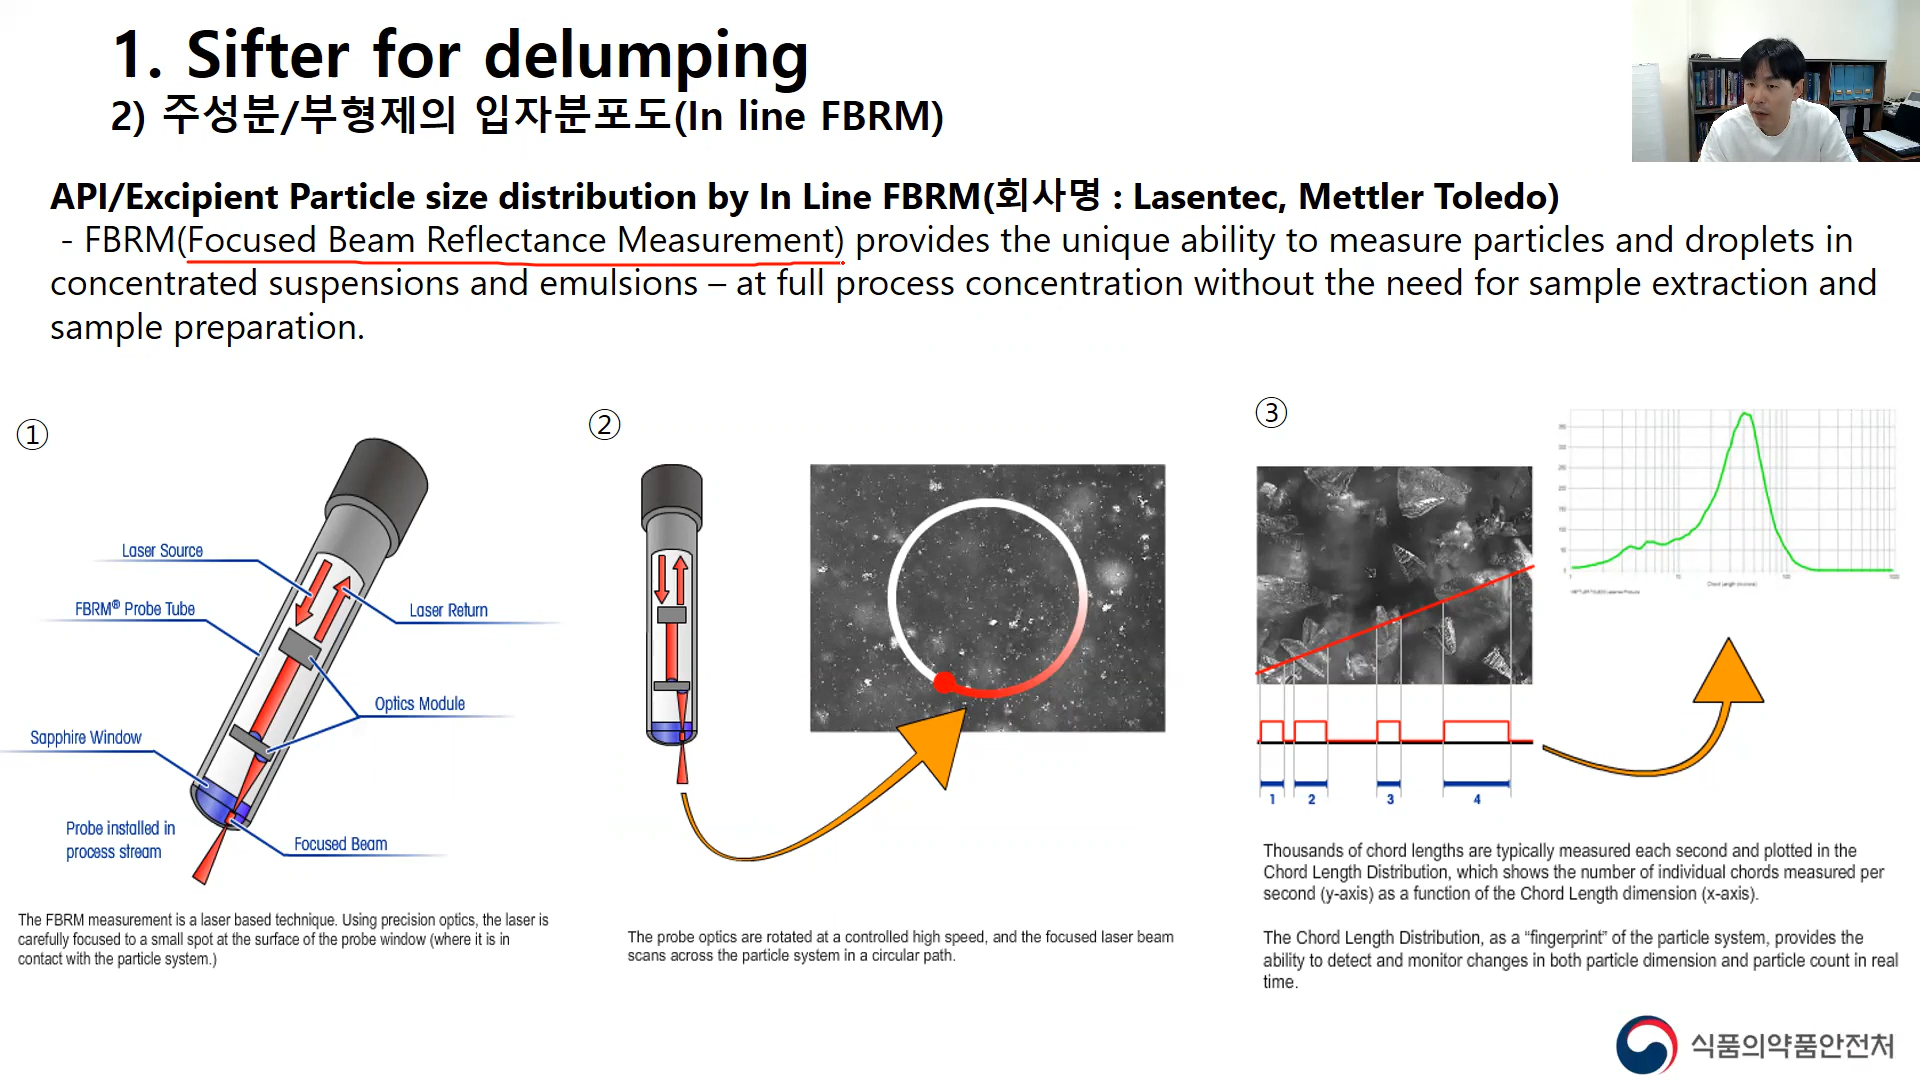 1. Sifter for delumping
2) 주성분/부형제의 입자분포도(In line FBRM)
API/Excipient Particle size distribution by In Line FBRM(회사명 : Lasentec, Mettler Toledo)
- FBRM(Focused Beam Reflectance Measurement) provides the unique ability to measure particles and droplets in
concentrated suspensions and emulsions – at full process concentration without the need for sample extraction and
sample preparation.
①
Laser Source
FBRM® Probe Tube
Laser Return
Optics Module
Sapphire Window
Probe installed in
process stream
Focused Beam
The FBRM measurement is a laser based technique. Using precision optics, the laser is
carefully focused to a small spot at the surface of the probe window (where it is in
contact with the particle system.)
②
The probe optics are rotated at a controlled high speed, and the focused laser beam
scans across the particle system in a circular path.
③
1 2 3 4
Thousands of chord lengths are typically measured each second and plotted in the
Chord Length Distribution, which shows the number of individual chords measured per
second (y-axis) as a function of the Chord Length dimension (x-axis).
The Chord Length Distribution, as a “fingerprint” of the particle system, provides the
ability to detect and monitor changes in both particle dimension and particle count in real
time.
식품의약품안전처